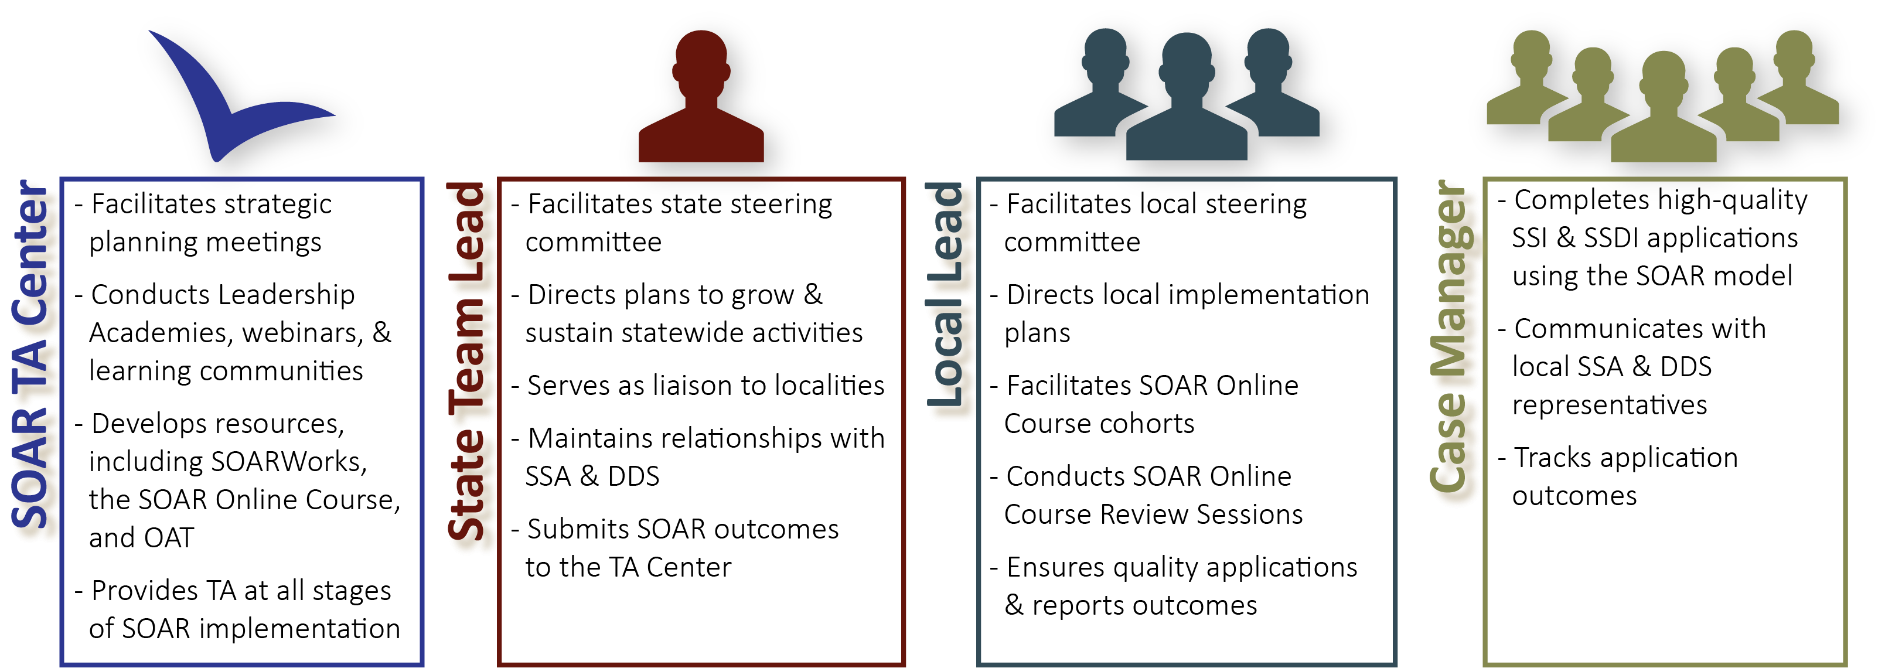 SOAR TA Center
- Facilitates strategic
planning meetings
- Conducts Leadership
Academies, webinars, &
learning communities
- Develops resources,
including SOARWorks,
the SOAR Online Course,
and OAT
- Provides TA at all stages
of SOAR implementation
State Team Lead
- Facilitates state steering
committee
- Directs plans to grow &
sustain statewide activities
- Serves as liaison to localities
- Maintains relationships with
SSA & DDS
- Submits SOAR outcomes
to the TA Center
Local Lead
- Facilitates local steering
committee
- Directs local implementation
plans
- Facilitates SOAR Online
Course cohorts
- Conducts SOAR Online
Course Review Sessions
- Ensures quality applications
& reports outcomes
Case Manager
- Completes high-quality
SSI & SSDI applications
using the SOAR model
- Communicates with
local SSA & DDS
representatives
- Tracks application
outcomes